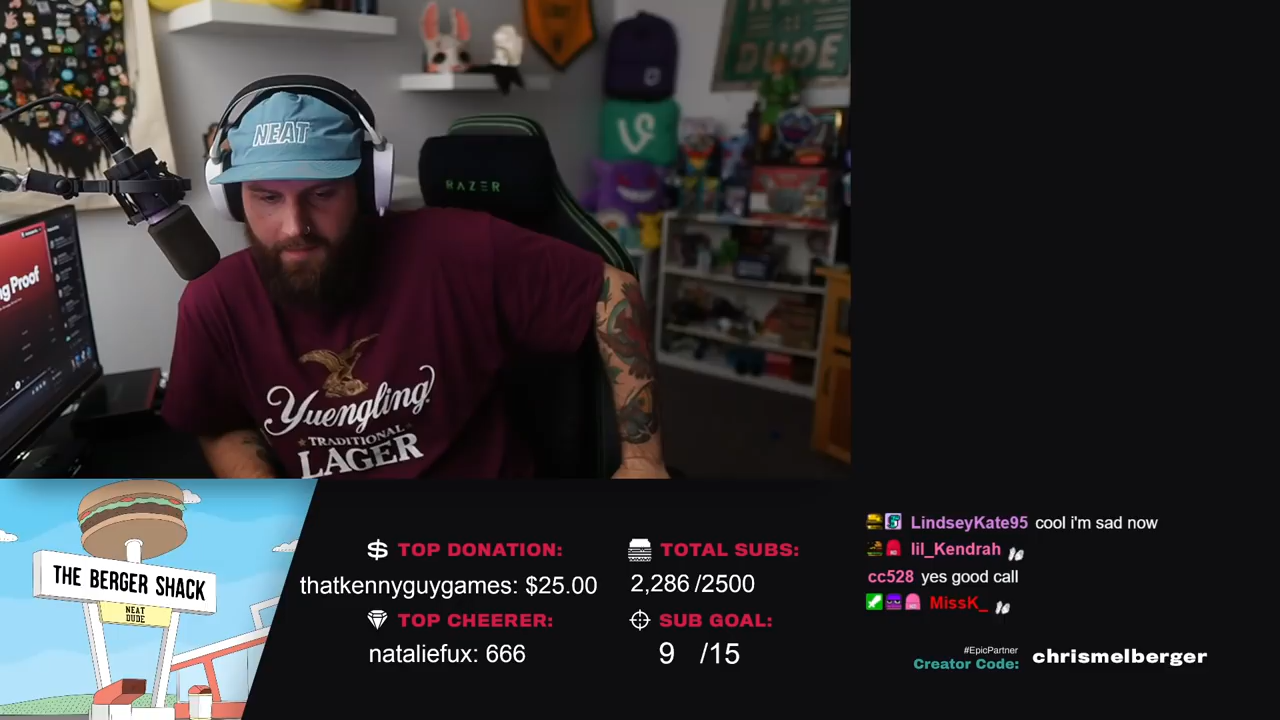 NEAT
DUDE
RAZER
g Proof
Yuengling
TRADITIONAL
LAGER
THE BERGER SHACK
NEAT
DUDE
TOP DONATION:
thatkennyguygames: $25.00
TOP CHEERER:
nataliefux: 666
TOTAL SUBS:
2,286 /2500
SUB GOAL:
9 /15
LindseyKate95 cool i'm sad now
lil_Kendrah
cc528 yes good call
MissK_
#EpicPartner
Creator Code: chrismelberger